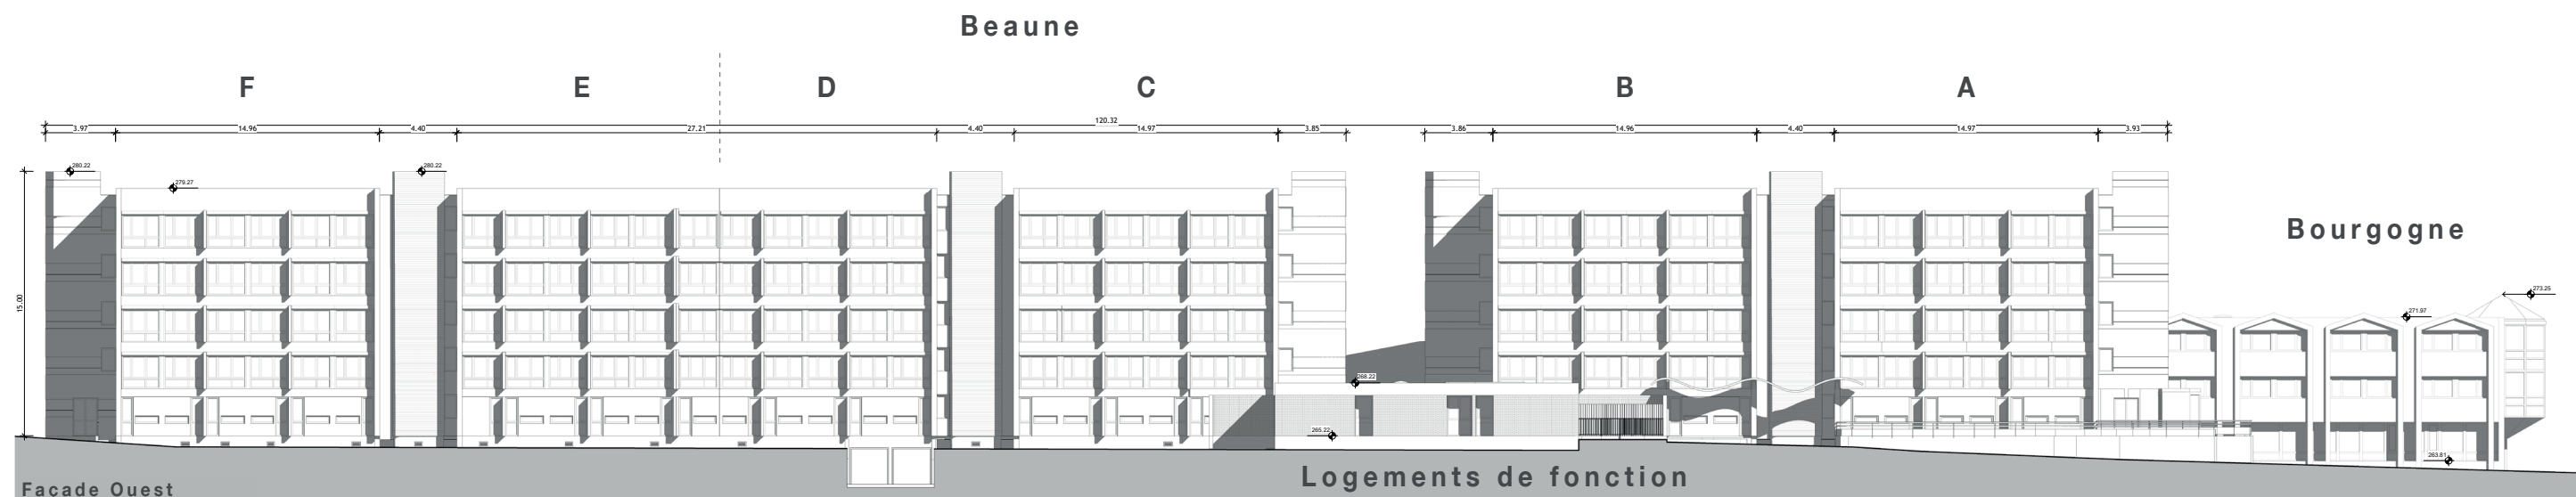 Beaune
F E D C B A
120.32
3.97 14.96 4.40 27.21 4.40 14.97 3.85 3.86 14.96 4.40 14.97 3.93
280.22 280.22
279.27
Bourgogne
273.25
15.00
271.97
268.22
265.22
263.81
Logements de fonction
Facade Ouest